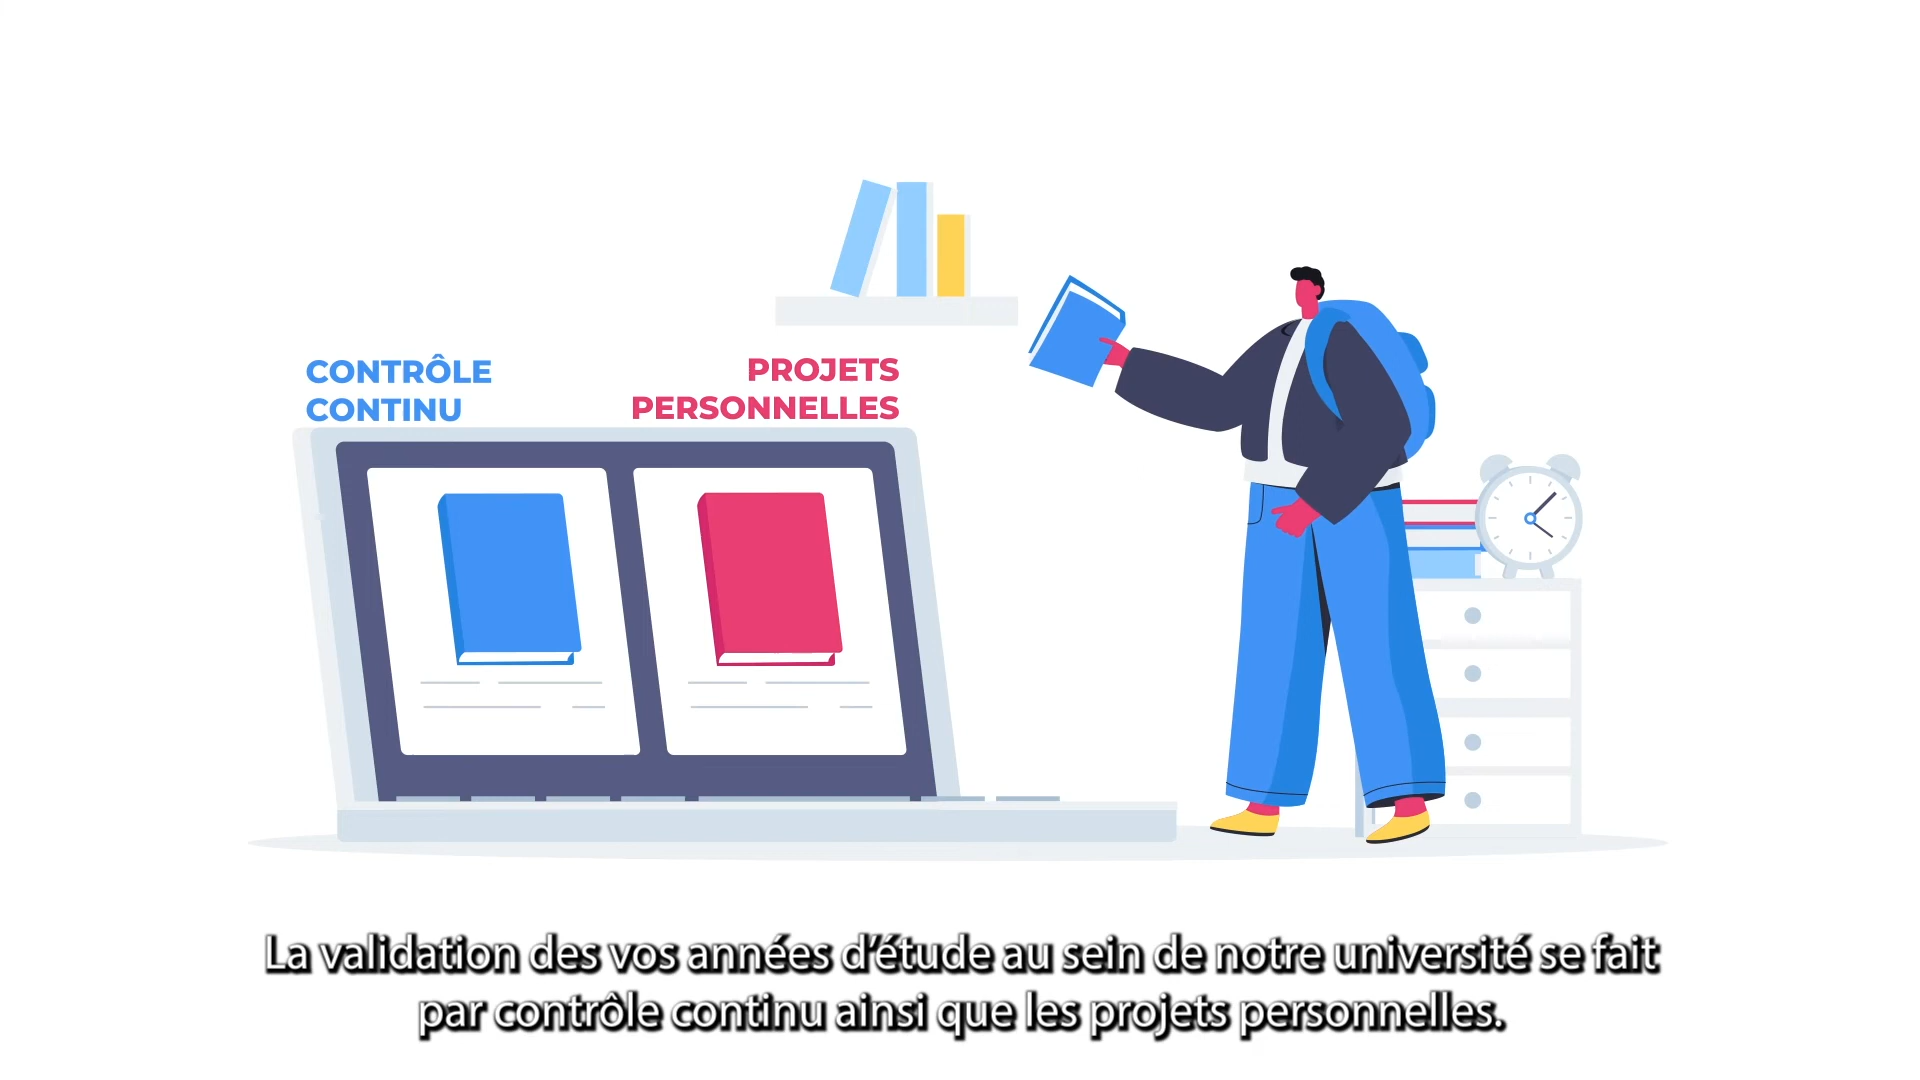 CONTRÔLE
CONTINU
PROJETS
PERSONNELLES
La validation des vos années d'étude au sein de notre université se fait
par contrôle continu ainsi que les projets personnelles.